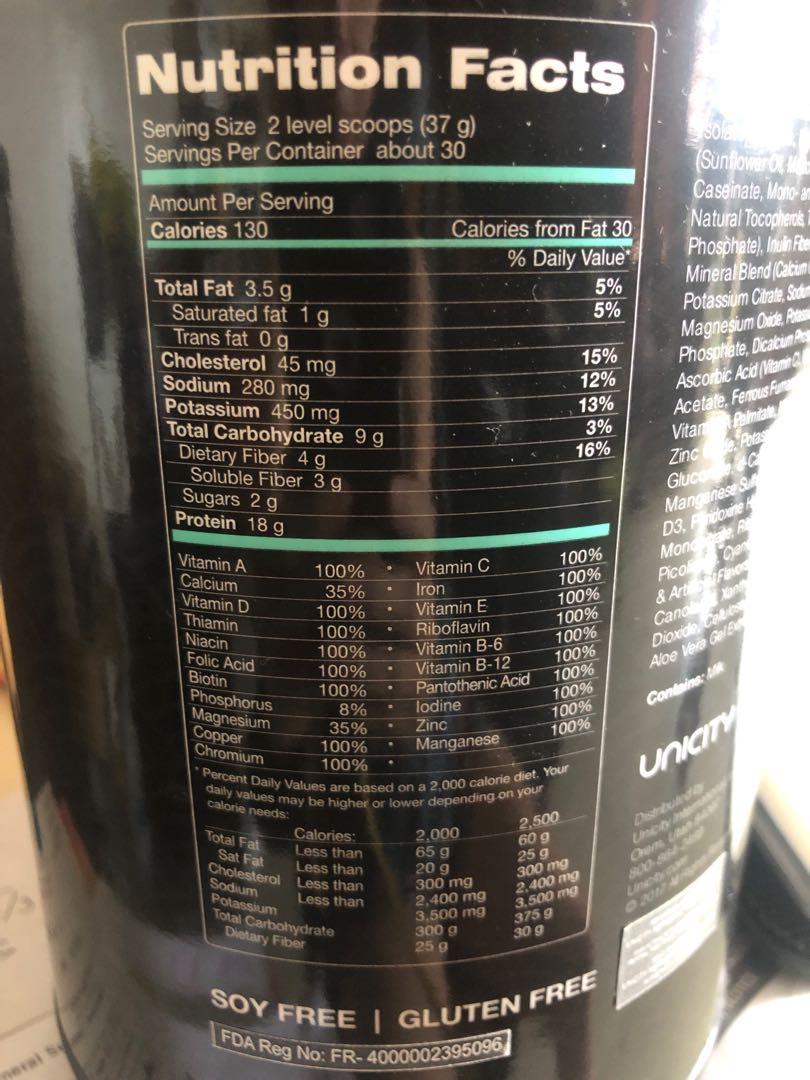 Nutrition Facts
Serving Size 2 level scoops (37 g)
Servings Per Container about 30
Amount Per Serving
Calories 130 Calories from Fat 30
% Daily Value*
Total Fat 3.5 g 5%
Saturated fat 1 g 5%
Trans fat 0 g
Cholesterol 45 mg 15%
Sodium 280 mg 12%
Potassium 450 mg 13%
Total Carbohydrate 9 g 3%
Dietary Fiber 4 g 16%
Soluble Fiber 3 g
Sugars 2 g
Protein 18 g
Vitamin A 100% • Vitamin C 100%
Calcium 35% • Iron 100%
Vitamin D 100% • Vitamin E 100%
Thiamin 100% • Riboflavin 100%
Niacin 100% • Vitamin B-6 100%
Folic Acid 100% • Vitamin B-12 100%
Biotin 100% • Pantothenic Acid 100%
Phosphorus 8% • Iodine 100%
Magnesium 35% • Zinc 100%
Copper 100% • Manganese 100%
Chromium 100%
*Percent Daily Values are based on a 2,000 calorie diet. Your
daily values may be higher or lower depending on your
calorie needs:
Calories: 2,000 2,500
Total Fat Less than 65 g 60 g
Sat Fat Less than 20 g 25 g
Cholesterol Less than 300 mg 300 mg
Sodium Less than 2,400 mg 2,400 mg
Potassium 3,500 mg 3,500 mg
Total Carbohydrate 300 g 375 g
Dietary Fiber 25 g 30 g
SOY FREE | GLUTEN FREE
FDA Reg No: FR- 4000002395096
(Sunflower
Caseinate, Mono-
Natural Tocopherols,
Phosphate), Inulin
Mineral Blend (Calcium
Potassium Citrate,
Magnesium Oxide,
Phosphate, Dicalcium
Ascorbic Acid (Vitamin
Acetate, Ferrous
Palmitate,
Zinc
Manganese
D3,
& 
Dioxide,
Aloe Vera Gel
Contains: Milk
UNICITY
Distributed by
Unicity
Orem,
© 2017